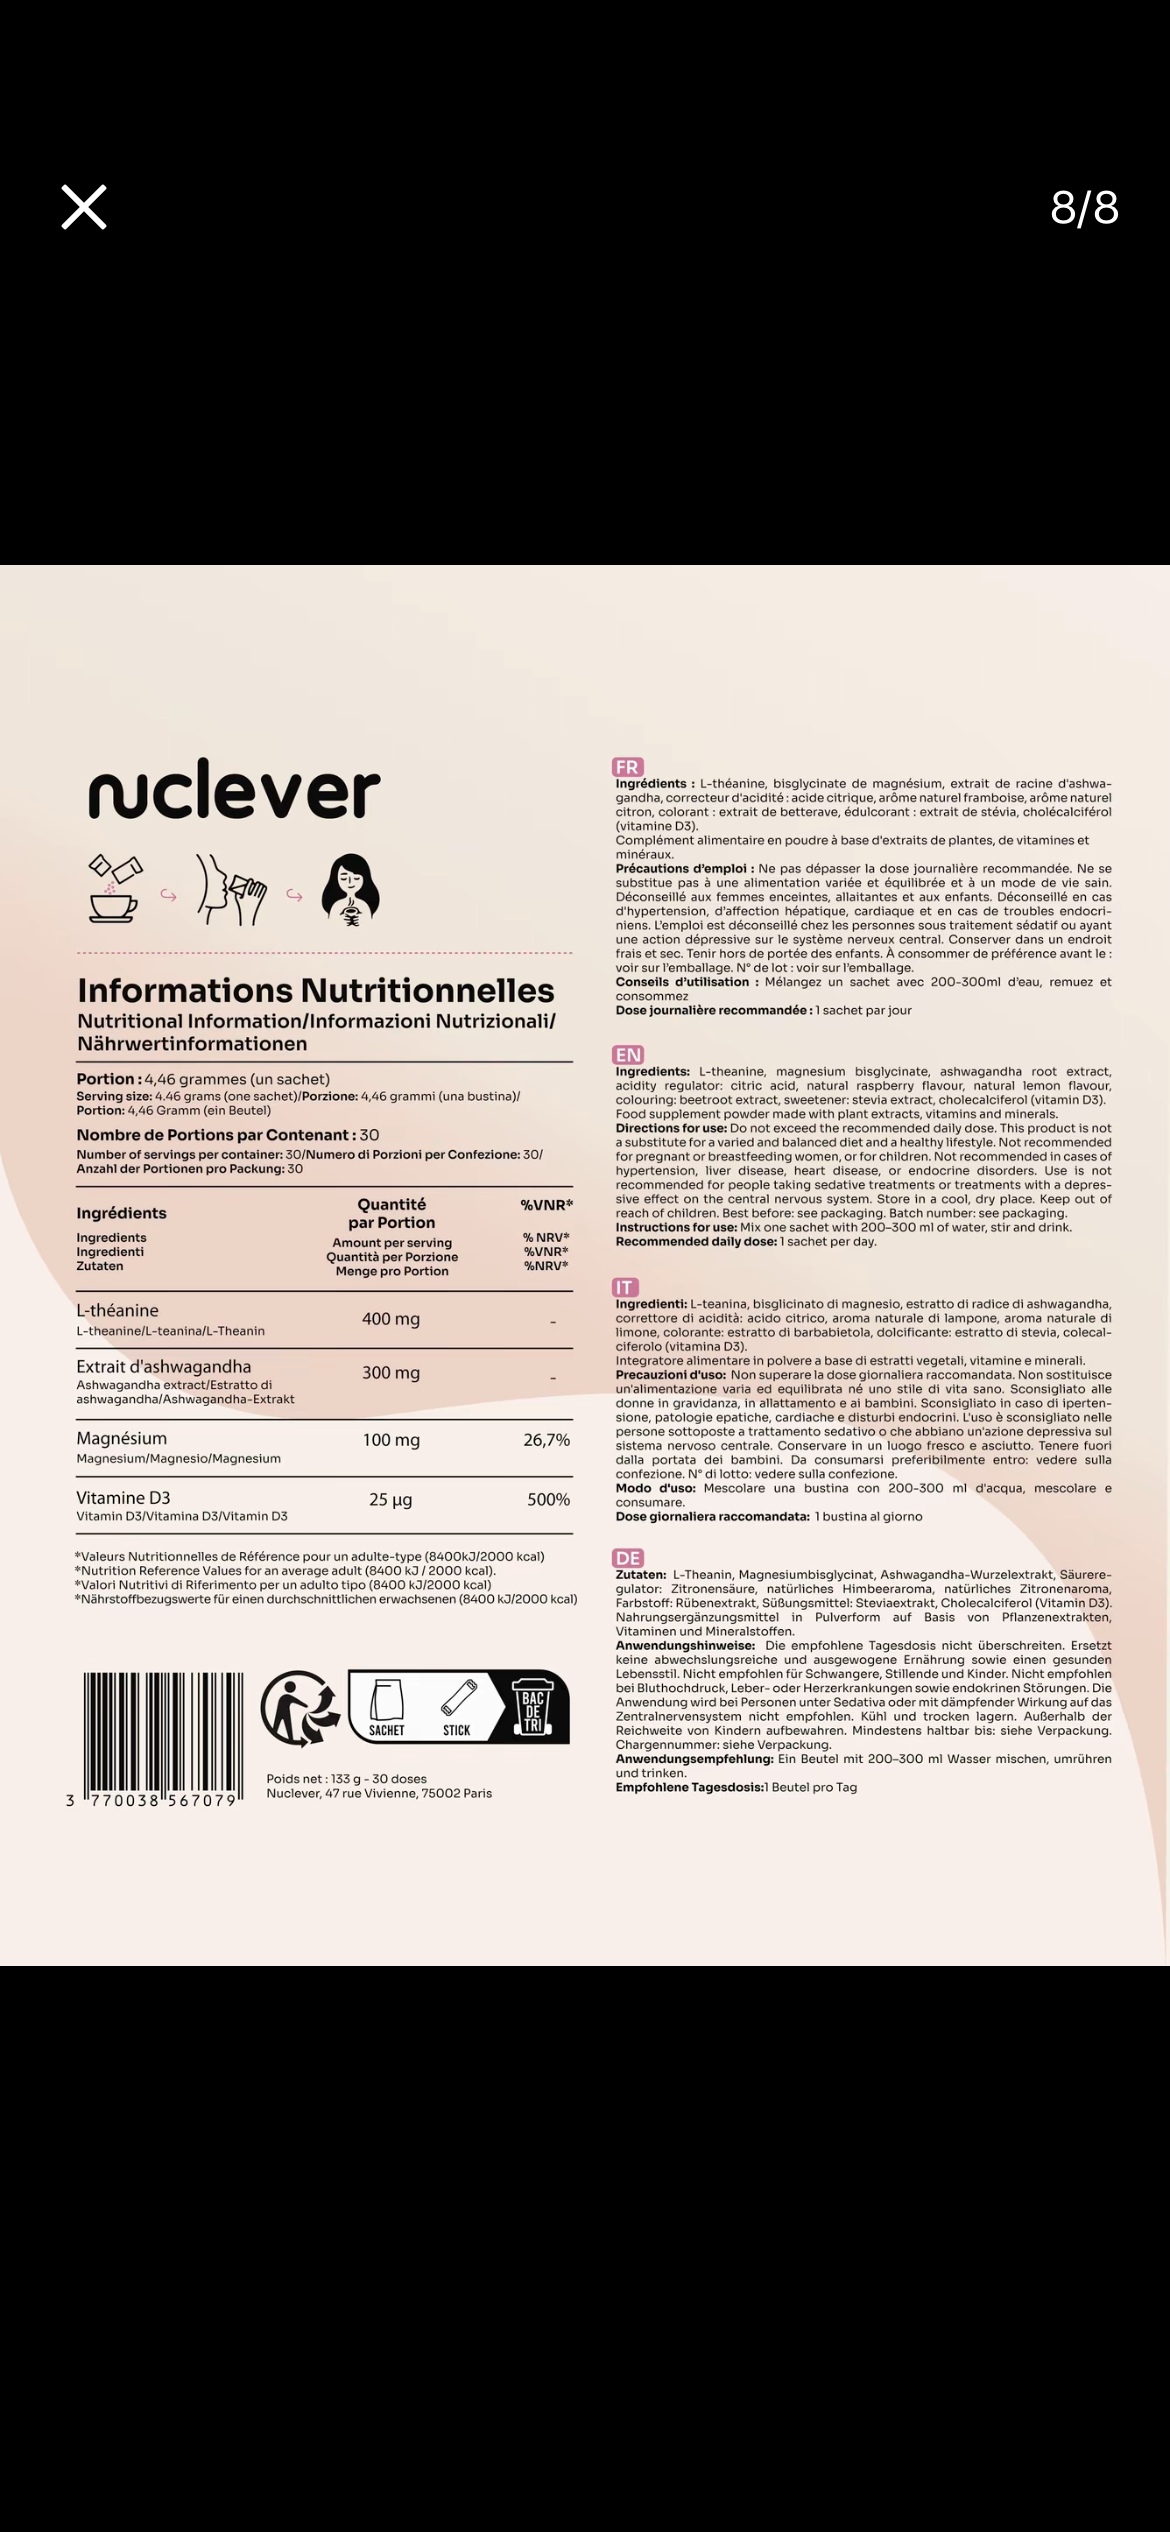 8/8
nuclever
Informations Nutritionnelles
Nutritional Information/Informazioni Nutrizionali/
Nährwertinformationen
Portion : 4,46 grammes (un sachet)
Serving size: 4.46 grams (one sachet)/Porzione: 4,46 grammi (una bustina)/
Portion: 4,46 Gramm (ein Beutel)
Nombre de Portions par Contenant : 30
Number of servings per container: 30/Numero di Porzioni per Confezione: 30/
Anzahl der Portionen pro Packung: 30
Ingrédients
Ingredients
Ingredienti
Zutaten
Quantité
par Portion
Amount per serving
Quantità per Porzione
Menge pro Portion
%VNR*
% NRV*
%VNR*
%NRV*
L-théanine
L-theanine/L-teanina/L-Theanin
400 mg
-
Extrait d'ashwagandha
Ashwagandha extract/Estratto di
ashwagandha/Ashwagandha-Extrakt
300 mg
-
Magnésium
Magnesium/Magnesio/Magnesium
100 mg
26,7%
Vitamine D3
Vitamin D3/Vitamina D3/Vitamin D3
25 µg
500%
*Valeurs Nutritionnelles de Référence pour un adulte-type (8400kJ/2000 kcal)
*Nutrition Reference Values for an average adult (8400 kJ / 2000 kcal).
*Valori Nutritivi di Riferimento per un adulto tipo (8400 kJ/2000 kcal)
*Nährstoffbezugswerte für einen durchschnittlichen erwachsenen (8400 kJ/2000 kcal)
3 770038 567079
SACHET
STICK
BAC
DE
TRI
Poids net : 133 g - 30 doses
Nuclever, 47 rue Vivienne, 75002 Paris
FR
Ingrédients : L-théanine, bisglycinate de magnésium, extrait de racine d'ashwa-
gandha, correcteur d'acidité : acide citrique, arôme naturel framboise, arôme naturel
citron, colorant : extrait de betterave, édulcorant : extrait de stévia, cholécalciférol
(vitamine D3).
Complément alimentaire en poudre à base d'extraits de plantes, de vitamines et
minéraux.
Précautions d’emploi : Ne pas dépasser la dose journalière recommandée. Ne se
substitue pas à une alimentation variée et équilibrée et à un mode de vie sain.
Déconseillé aux femmes enceintes, allaitantes et aux enfants. Déconseillé en cas
d'hypertension, d’affection hépatique, cardiaque et en cas de troubles endocri-
niens. L’emploi est déconseillé chez les personnes sous traitement sédatif ou ayant
une action dépressive sur le système nerveux central. Conserver dans un endroit
frais et sec. Tenir hors de portée des enfants. À consommer de préférence avant le :
voir sur l’emballage. N° de lot : voir sur l’emballage.
Conseils d’utilisation : Mélangez un sachet avec 200-300ml d’eau, remuez et
consommez
Dose journalière recommandée : 1 sachet par jour
EN
Ingredients: L-theanine, magnesium bisglycinate, ashwagandha root extract,
acidity regulator: citric acid, natural raspberry flavour, natural lemon flavour,
colouring: beetroot extract, sweetener: stevia extract, cholecalciferol (vitamin D3).
Food supplement powder made with plant extracts, vitamins and minerals.
Directions for use: Do not exceed the recommended daily dose. This product is not
a substitute for a varied and balanced diet and a healthy lifestyle. Not recommended
for pregnant or breastfeeding women, or for children. Not recommended in cases of
hypertension, liver disease, heart disease, or endocrine disorders. Use is not
recommended for people taking sedative treatments or treatments with a depres-
sive effect on the central nervous system. Store in a cool, dry place. Keep out of
reach of children. Best before: see packaging. Batch number: see packaging.
Instructions for use: Mix one sachet with 200–300 ml of water, stir and drink.
Recommended daily dose: 1 sachet per day.
IT
Ingredienti: L-teanina, bisglicinato di magnesio, estratto di radice di ashwagandha,
correttore di acidità: acido citrico, aroma naturale di lampone, aroma naturale di
limone, colorante: estratto di barbabietola, dolcificante: estratto di stevia, colecal-
ciferolo (vitamina D3).
Integratore alimentare in polvere a base di estratti vegetali, vitamine e minerali.
Precauzioni d'uso: Non superare la dose giornaliera raccomandata. Non sostituisce
un'alimentazione varia ed equilibrata né uno stile di vita sano. Sconsigliato alle
donne in gravidanza, in allattamento e ai bambini. Sconsigliato in caso di iperten-
sione, patologie epatiche, cardiache e disturbi endocrini. L'uso è sconsigliato nelle
persone sottoposte a trattamento sedativo o che abbiano un'azione depressiva sul
sistema nervoso centrale. Conservare in un luogo fresco e asciutto. Tenere fuori
dalla portata dei bambini. Da consumarsi preferibilmente entro: vedere sulla
confezione. N° di lotto: vedere sulla confezione.
Modo d'uso: Mescolare una bustina con 200-300 ml d'acqua, mescolare e
consumare.
Dose giornaliera raccomandata: 1 bustina al giorno
DE
Zutaten: L-Theanin, Magnesiumbisglycinat, Ashwagandha-Wurzelextrakt, Säurere-
gulator: Zitronensäure, natürliches Himbeeraroma, natürliches Zitronenaroma,
Farbstoff: Rübenextrakt, Süßungsmittel: Steviaextrakt, Cholecalciferol (Vitamin D3).
Nahrungsergänzungsmittel in Pulverform auf Basis von Pflanzenextrakten,
Vitaminen und Mineralstoffen.
Anwendungshinweise: Die empfohlene Tagesdosis nicht überschreiten. Ersetzt
keine abwechslungsreiche und ausgewogene Ernährung sowie einen gesunden
Lebensstil. Nicht empfohlen für Schwangere, Stillende und Kinder. Nicht empfohlen
bei Bluthochdruck, Leber- oder Herzerkrankungen sowie endokrinen Störungen. Die
Anwendung wird bei Personen unter Sedativa oder mit dämpfender Wirkung auf das
Zentralnervensystem nicht empfohlen. Kühl und trocken lagern. Außerhalb der
Reichweite von Kindern aufbewahren. Mindestens haltbar bis: siehe Verpackung.
Chargennummer: siehe Verpackung.
Anwendungsempfehlung: Ein Beutel mit 200–300 ml Wasser mischen, umrühren
und trinken.
Empfohlene Tagesdosis:1 Beutel pro Tag